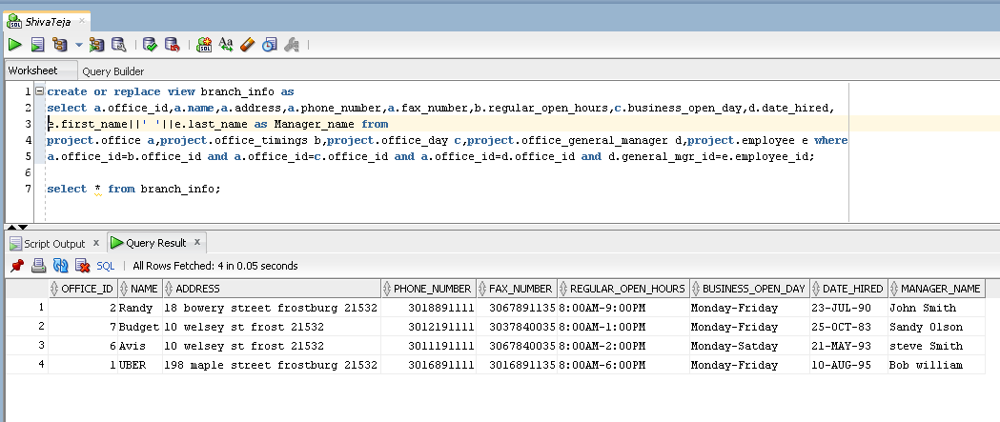 ShivaTeja
Worksheet Query Builder
1 create or replace view branch_info as
2 select a.office_id,a.name,a.address,a.phone_number,a.fax_number,b.regular_open_hours,c.business_open_day,d.date_hired,
3 e.first_name||' '||e.last_name as Manager_name from
4 project.office a,project.office_timings b,project.office_day c,project.office_general_manager d,project.employee e where
5 a.office_id=b.office_id and a.office_id=c.office_id and a.office_id=d.office_id and d.general_mgr_id=e.employee_id;
6
7 select * from branch_info;
Script Output x Query Result x
SQL | All Rows Fetched: 4 in 0.05 seconds
OFFICE_ID NAME ADDRESS PHONE_NUMBER FAX_NUMBER REGULAR_OPEN_HOURS BUSINESS_OPEN_DAY DATE_HIRED MANAGER_NAME
1 2 Randy 18 bowery street frostburg 21532 3018891111 3067891135 8:00AM-9:00PM Monday-Friday 23-JUL-90 John Smith
2 7 Budget 10 welsey st frost 21532 3012191111 3037840035 8:00AM-1:00PM Monday-Friday 25-OCT-83 Sandy Olson
3 6 Avis 10 welsey st frost 21532 3011191111 3067840035 8:00AM-2:00PM Monday-Satday 21-MAY-93 steve Smith
4 1 UBER 198 maple street frostburg 21532 3016891111 3016891135 8:00AM-6:00PM Monday-Friday 10-AUG-95 Bob william